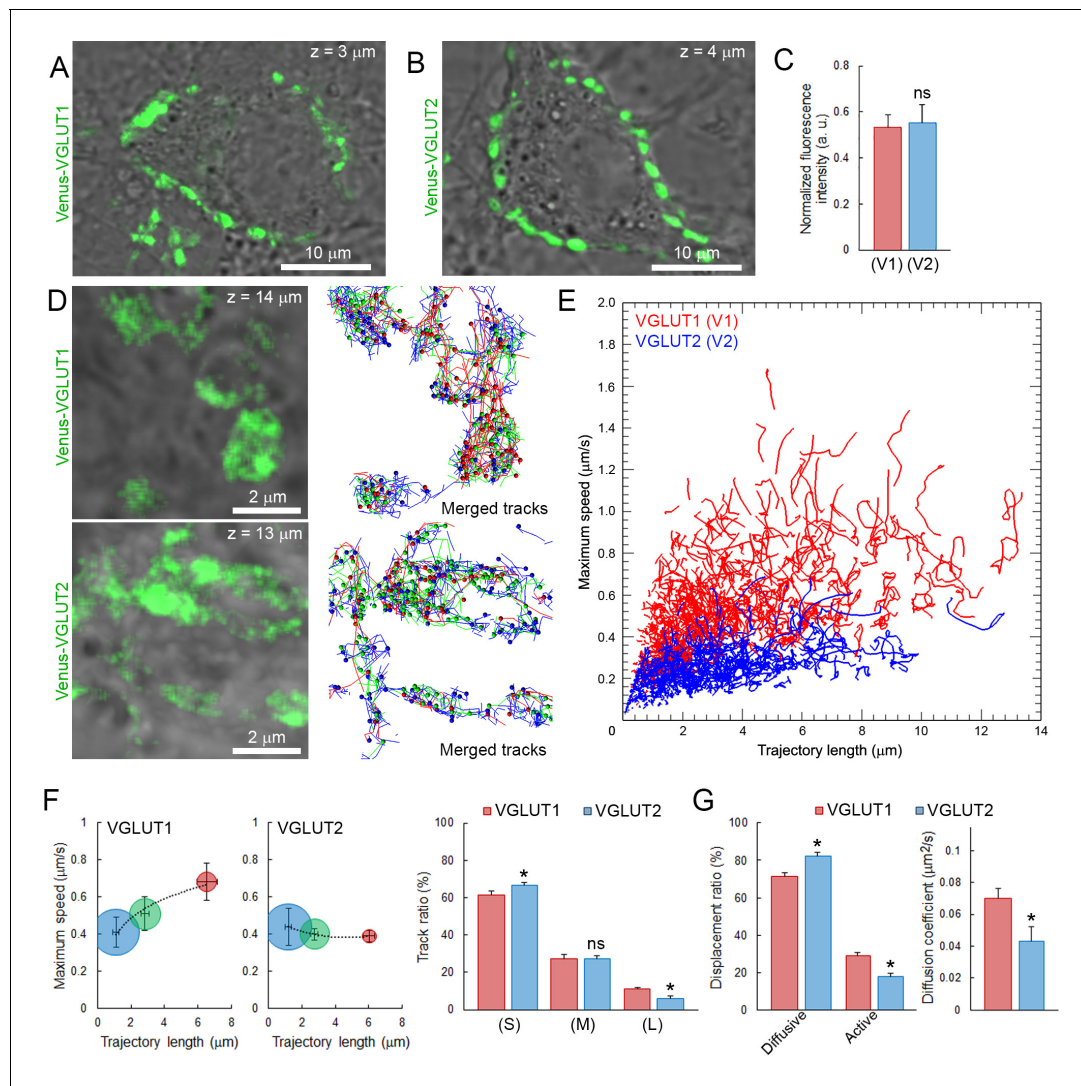 A
Venus-VGLUT1
z = 3 μm
10 μm
B
Venus-VGLUT2
z = 4 μm
10 μm
C
Normalized fluorescence
intensity (a. u.)
0.8
0.6
0.4
0.2
0
ns
(V1) (V2)
D
Venus-VGLUT1
z = 14 μm
2 μm
Merged tracks
Venus-VGLUT2
z = 13 μm
2 μm
Merged tracks
E
VGLUT1 (V1)
VGLUT2 (V2)
Maximum speed (μm/s)
2.0
1.8
1.6
1.4
1.2
1.0
0.8
0.6
0.4
0.2
0 2 4 6 8 10 12 14
Trajectory length (μm)
F
VGLUT1
Maximum speed (μm/s)
1
0.8
0.6
0.4
0.2
0
0 2 4 6 8
Trajectory length (μm)
VGLUT2
1
0.8
0.6
0.4
0.2
0
0 2 4 6 8
Trajectory length (μm)
VGLUT1 VGLUT2
Track ratio (%)
100
80
60
40
20
0
*
ns
*
(S) (M) (L)
G
VGLUT1 VGLUT2
Displacement ratio (%)
100
80
60
40
20
0
*
*
Diffusive Active
Diffusion coefficient (μm²/s)
0.1
0.08
0.06
0.04
0.02
0
*